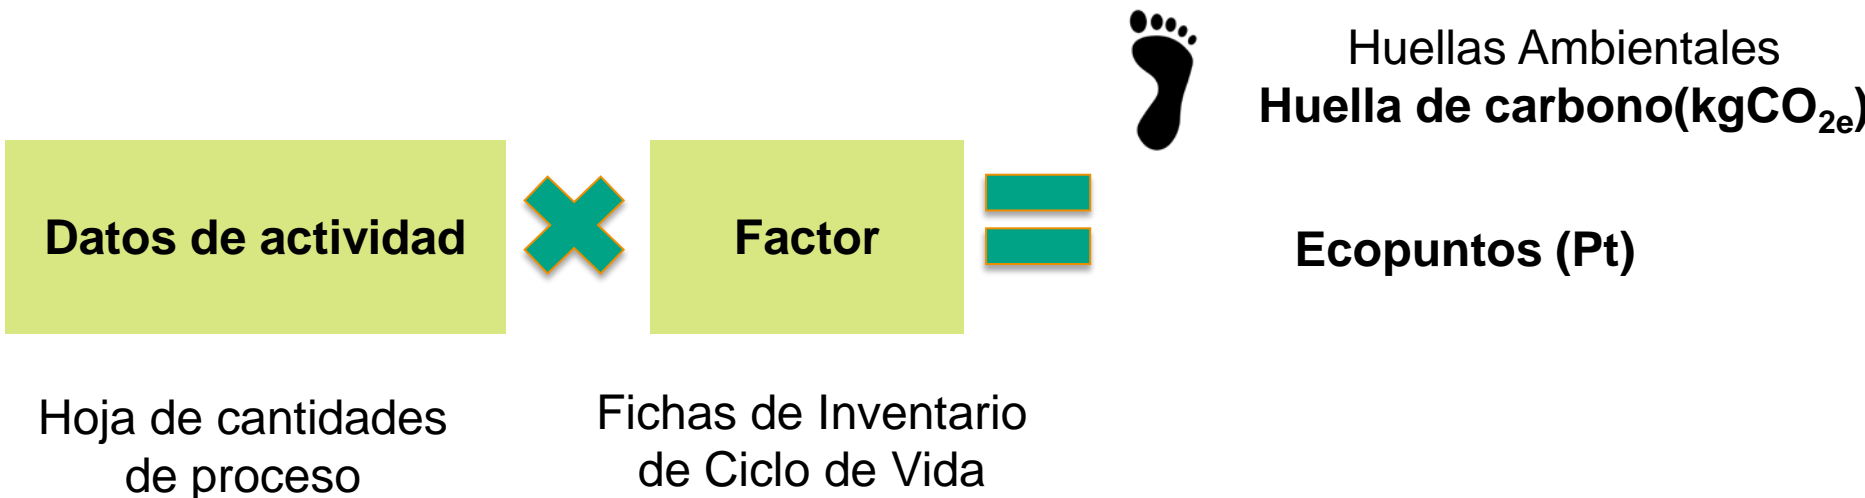 Huellas Ambientales
Huella de carbono(kgCO₂ₑ)
Datos de actividad
Factor
Ecopuntos (Pt)
Hoja de cantidades
de proceso
Fichas de Inventario
de Ciclo de Vida